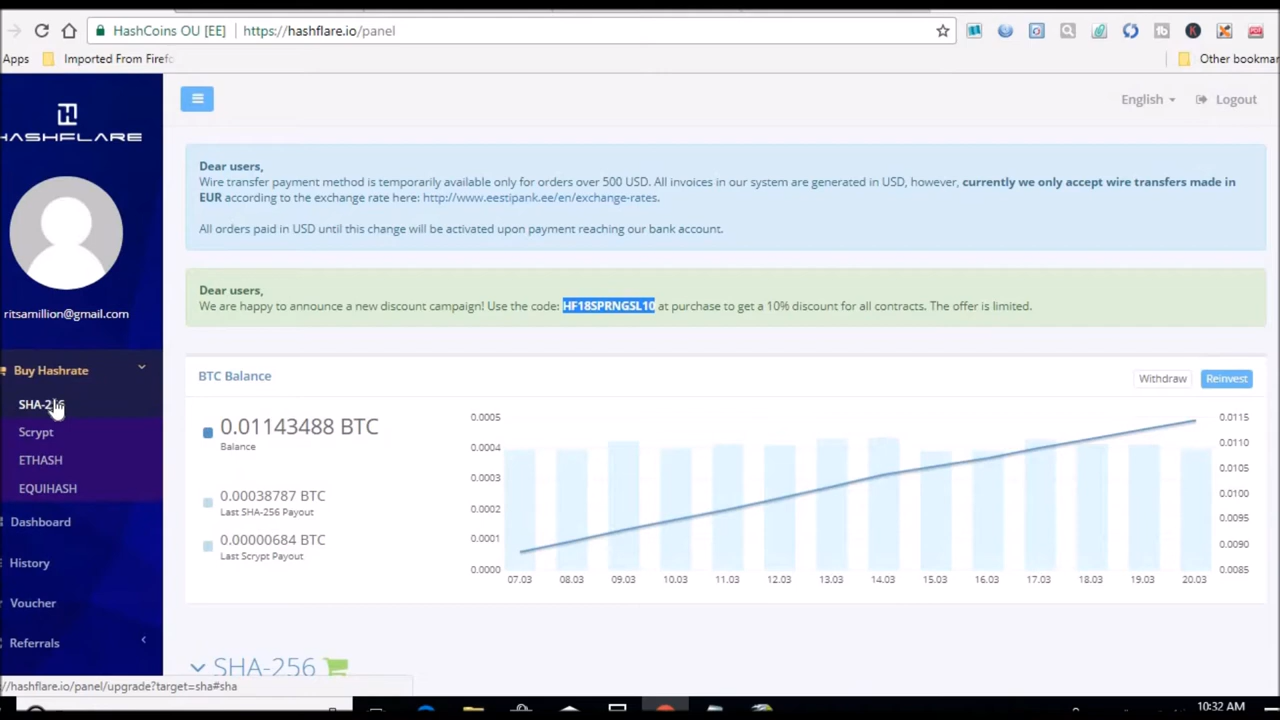 HashCoins OU [EE] https://hashflare.io/panel
Apps Imported From Firefo Other bookmar
HASHFLARE
English Logout
Dear users,
Wire transfer payment method is temporarily available only for orders over 500 USD. All invoices in our system are generated in USD, however, currently we only accept wire transfers made in
EUR according to the exchange rate here: http://www.eestipank.ee/en/exchange-rates.
All orders paid in USD until this change will be activated upon payment reaching our bank account.
Dear users,
We are happy to announce a new discount campaign! Use the code: HF18SPRNGSL10 at purchase to get a 10% discount for all contracts. The offer is limited.
ritsamillion@gmail.com
Buy Hashrate
SHA-256
Scrypt
ETHASH
EQUIHASH
Dashboard
History
Voucher
Referrals
BTC Balance Withdraw Reinvest
0.01143488 BTC
Balance
0.00038787 BTC
Last SHA-256 Payout
0.00000684 BTC
Last Scrypt Payout
0.0005
0.0004
0.0003
0.0002
0.0001
0.0000
0.0115
0.0110
0.0105
0.0100
0.0095
0.0090
0.0085
07.03 08.03 09.03 10.03 11.03 12.03 13.03 14.03 15.03 16.03 17.03 18.03 19.03 20.03
SHA-256
//hashflare.io/panel/upgrade?target=sha#sha
10:32 AM